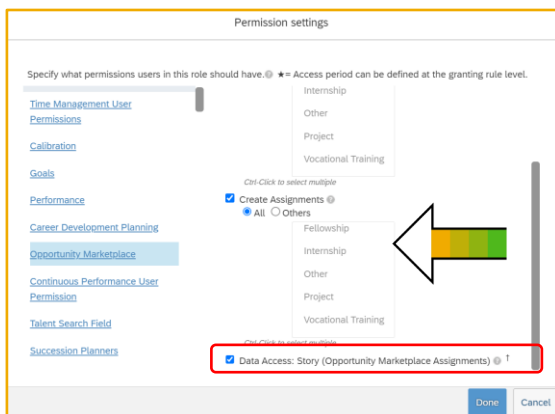 Permission settings
Specify what permissions users in this role should have. ★= Access period can be defined at the granting rule level.
Time Management User
Permissions
Calibration
Goals
Performance
Career Development Planning
Opportunity Marketplace
Continuous Performance User
Permission
Talent Search Field
Succession Planners
Internship
Other
Project
Vocational Training
Ctrl-Click to select multiple
Create Assignments
All Others
Fellowship
Internship
Other
Project
Vocational Training
Ctrl-Click to select multiple
Data Access: Story (Opportunity Marketplace Assignments) †
Done Cancel